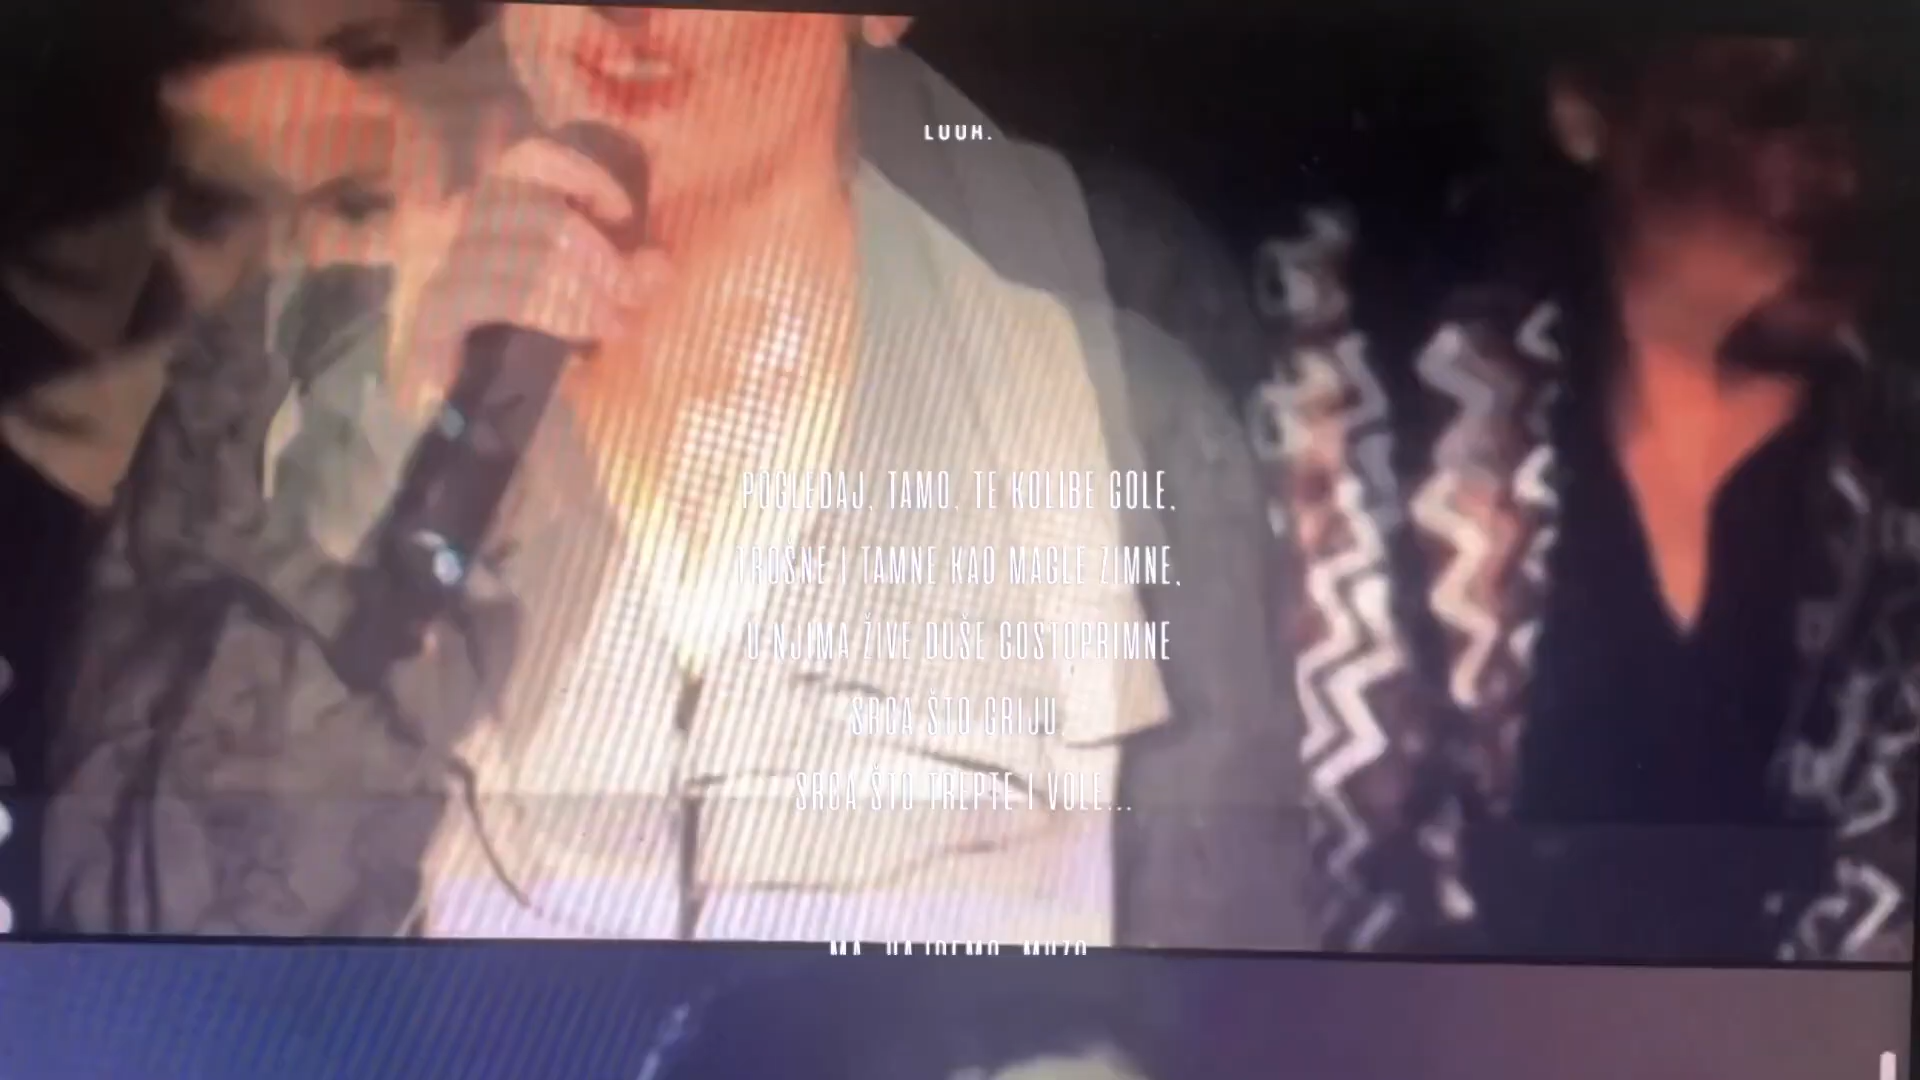 LUUH.
POGLEDAJ, TAMO, TE KOLIBE GOLE,
TROŠNE I TAMNE KAO MAGLE ZIMNE,
U NJIMA ŽIVE DUŠE GOSTOPRIMNE
SRCA ŠTO GRIJU
SRCA ŠTO TREPTE I VOLE...